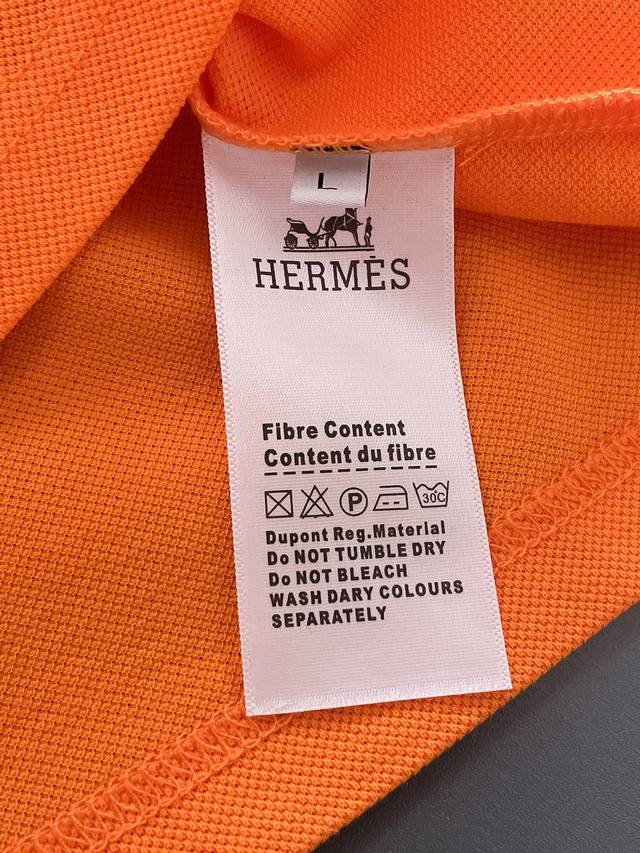 L
HERMÈS
Fibre Content
Content du fibre
P
30C
Dupont Reg.Material
Do NOT TUMBLE DRY
Do NOT BLEACH
WASH DARY COLOURS
SEPARATELY